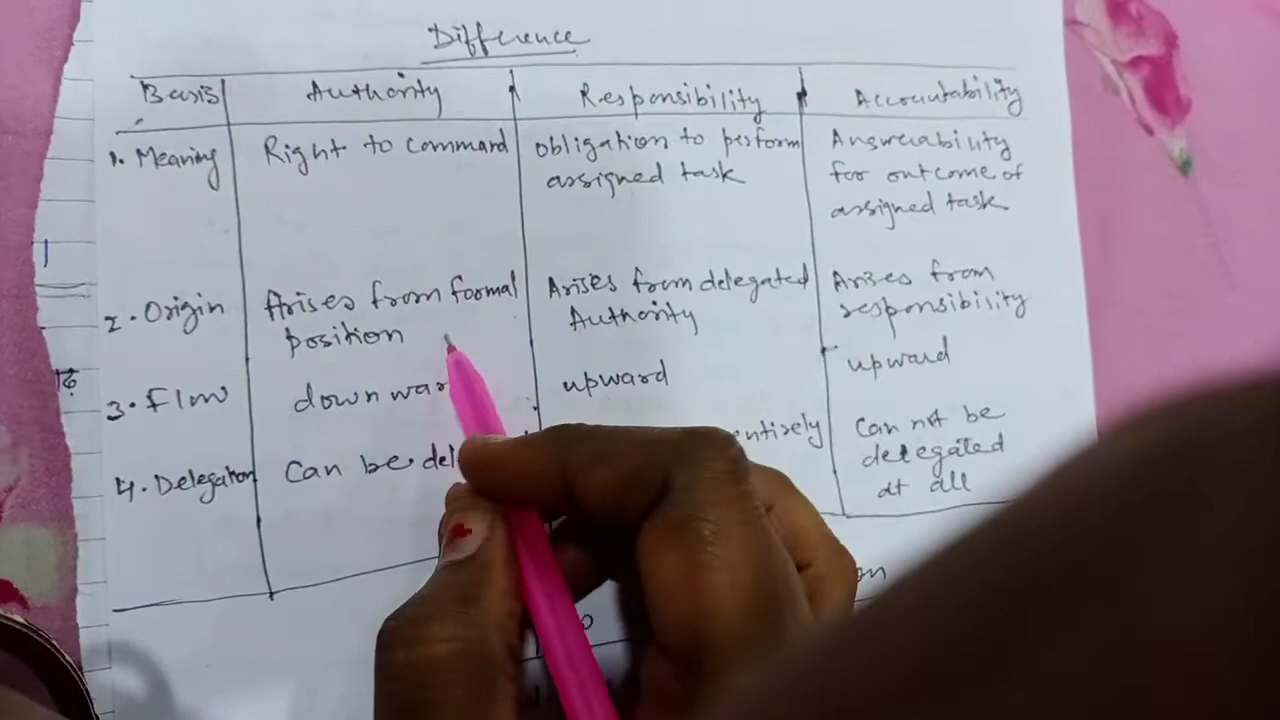 Difference
Basis Authority Responsibility Accountability
1. Meaning Right to command obligation to perform assigned task Answerability for outcome of assigned task
2. Origin Arises from formal position Arises from delegated Authority Arises from responsibility
3. Flow downwar upward upward
4. Delegation Can be del entirely Can not be delegated at all